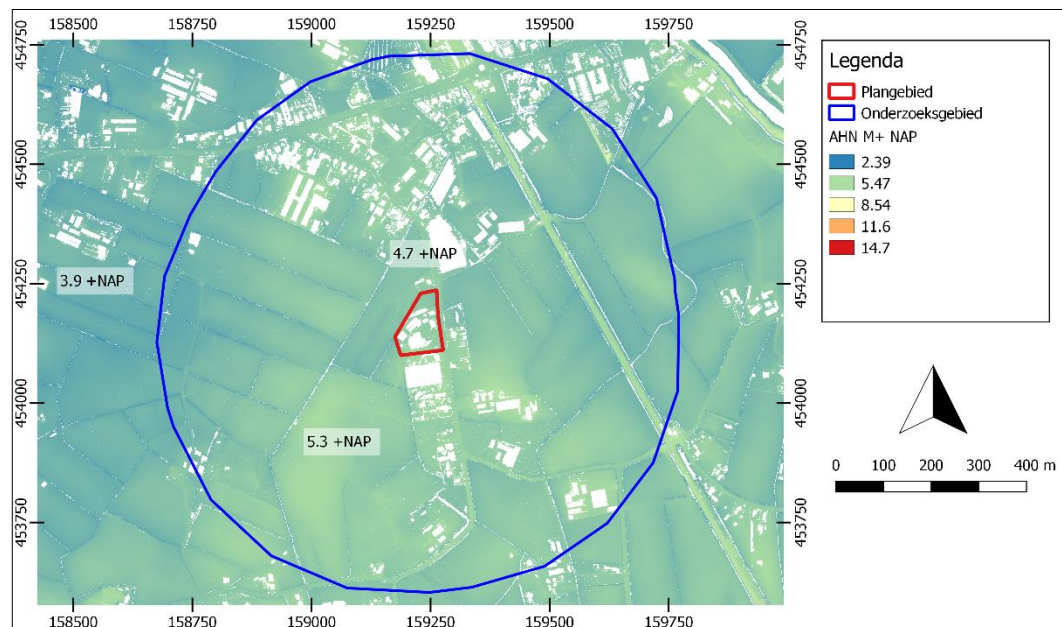 158500 158750 159000 159250 159500 159750
454750
454500
454250
454000
453750
4.7 +NAP
3.9 +NAP
5.3 +NAP
454750
454500
454250
454000
453750
158500 158750 159000 159250 159500 159750
Legenda
Plangebied
Onderzoeksgebied
AHN M+ NAP
2.39
5.47
8.54
11.6
14.7
0 100 200 300 400 m